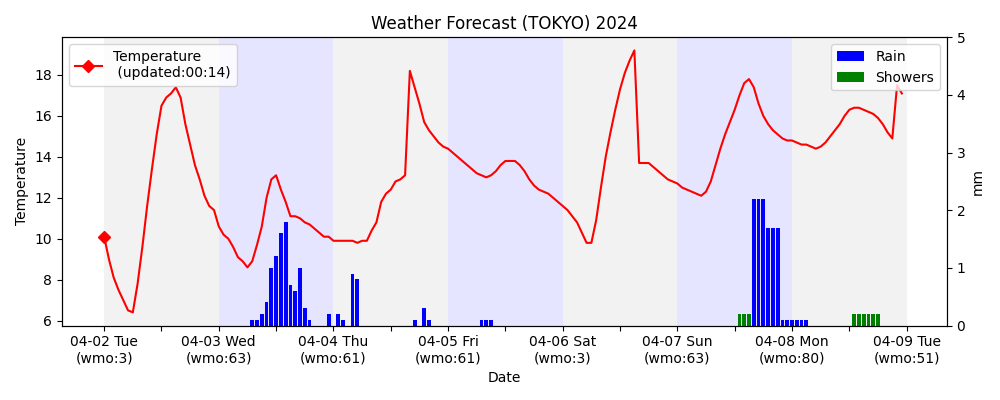 Weather Forecast (TOKYO) 2024
Temperature
(updated:00:14)
Rain
Showers
Temperature
18
16
14
12
10
8
6
5
4
3
2
1
0
mm
04-02 Tue
(wmo:3)
04-03 Wed
(wmo:63)
04-04 Thu
(wmo:61)
04-05 Fri
(wmo:61)
04-06 Sat
(wmo:3)
04-07 Sun
(wmo:63)
04-08 Mon
(wmo:80)
04-09 Tue
(wmo:51)
Date